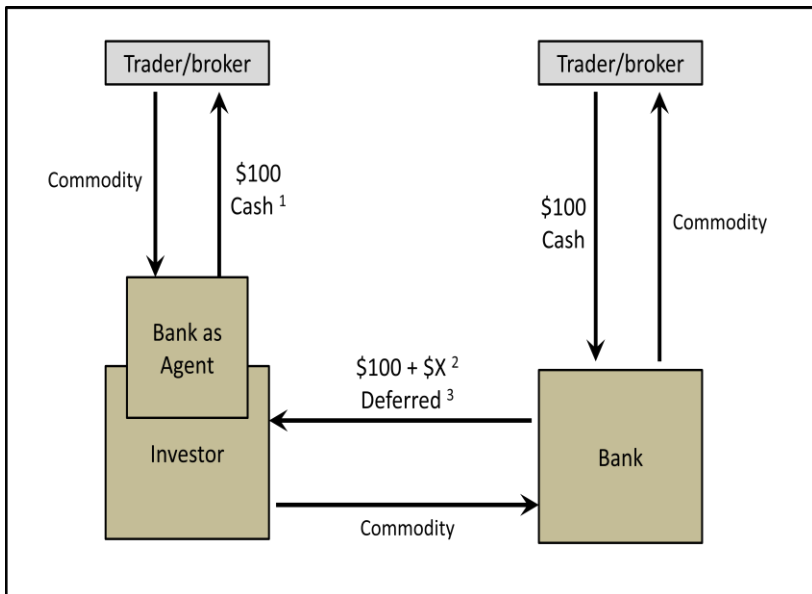 Trader/broker
Trader/broker
Commodity
$100
Cash ¹
$100
Cash
Commodity
Bank as
Agent
$100 + $X ²
Deferred ³
Investor
Bank
Commodity